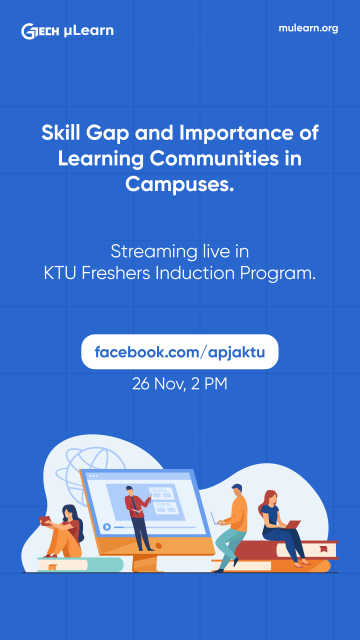 GTECH µLearn
mulearn.org
Skill Gap and Importance of
Learning Communities in
Campuses.
Streaming live in
KTU Freshers Induction Program.
facebook.com/apjaktu
26 Nov, 2 PM